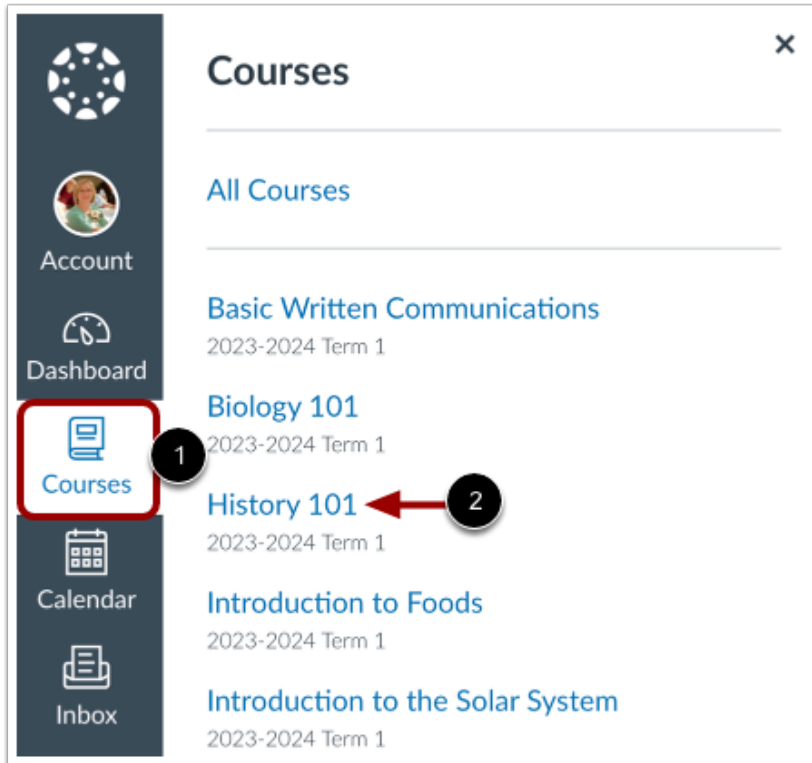 Account
Dashboard
Courses
1
Calendar
Inbox
×
Courses
All Courses
Basic Written Communications
2023-2024 Term 1
Biology 101
2023-2024 Term 1
History 101
2
2023-2024 Term 1
Introduction to Foods
2023-2024 Term 1
Introduction to the Solar System
2023-2024 Term 1